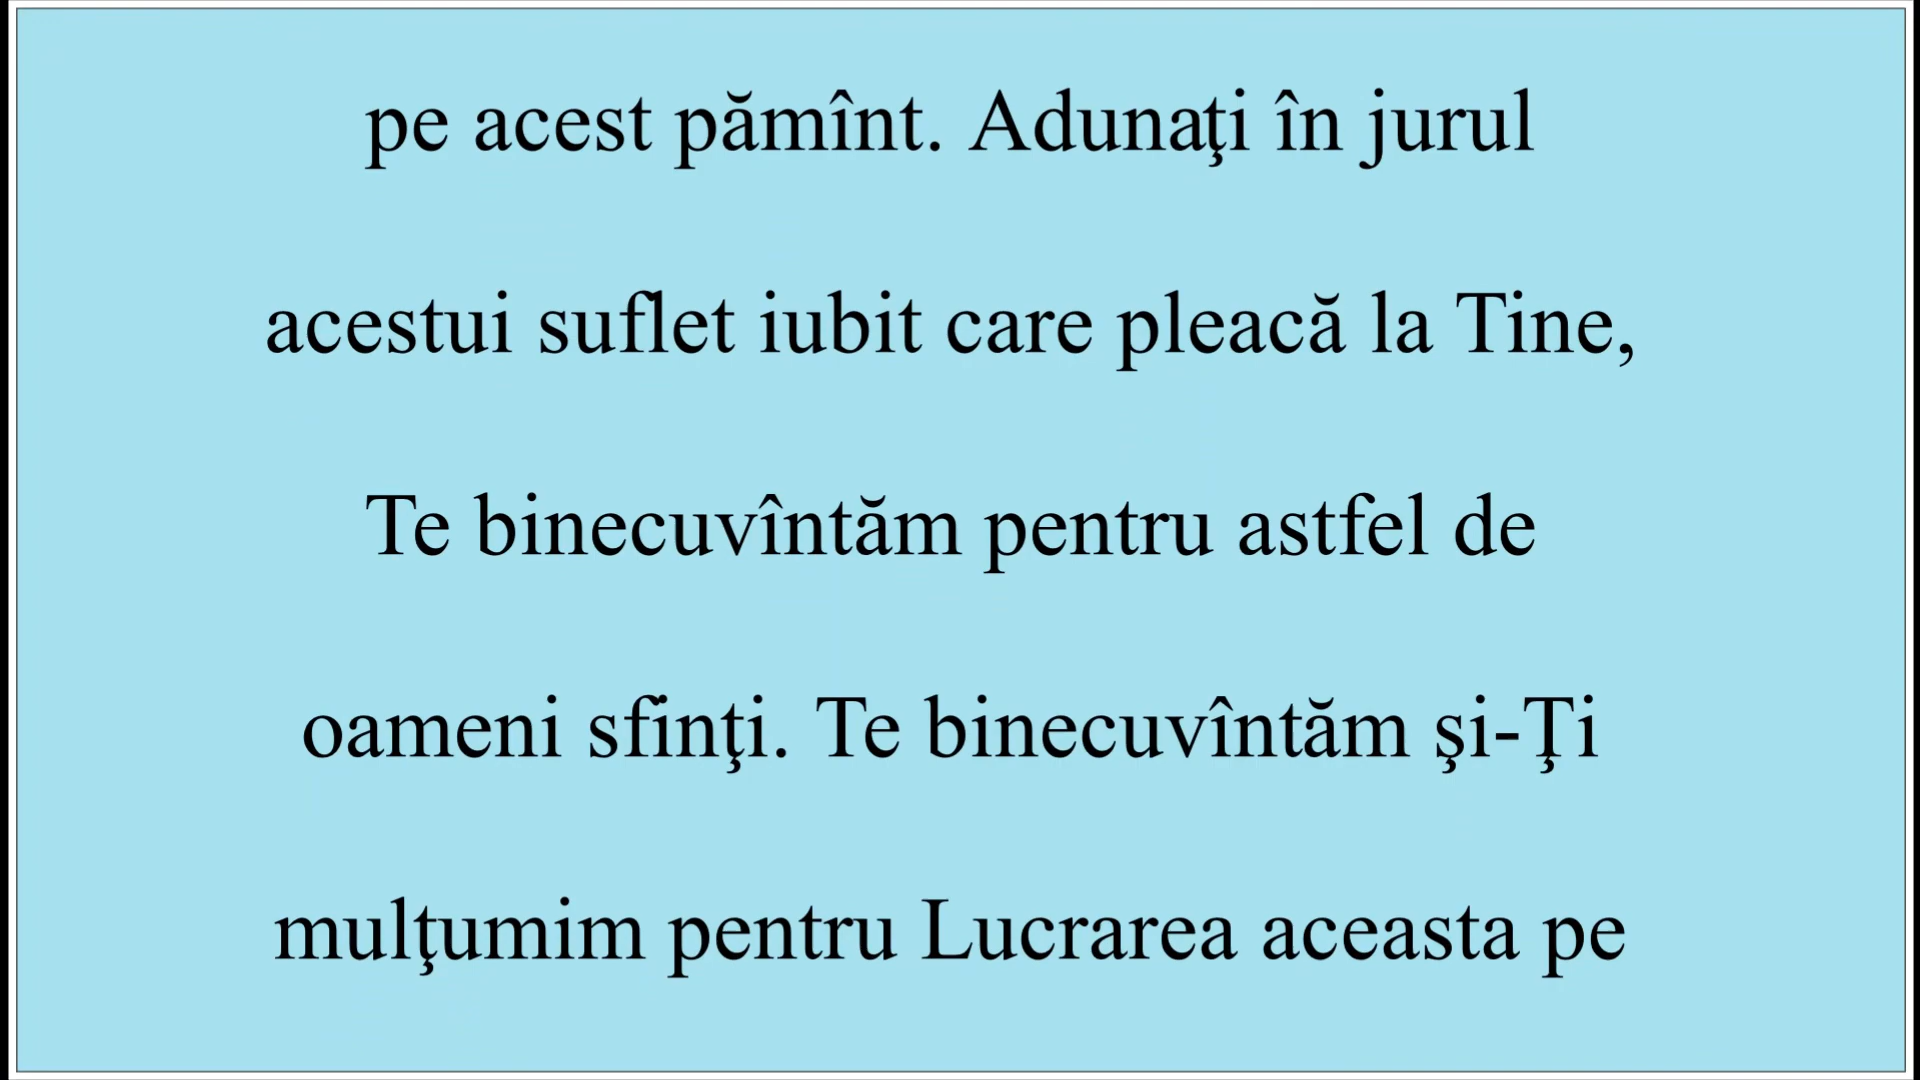 pe acest pămînt. Adunaţi în jurul
acestui suflet iubit care pleacă la Tine,
Te binecuvîntăm pentru astfel de
oameni sfinţi. Te binecuvîntăm şi-Ţi
mulţumim pentru Lucrarea aceasta pe